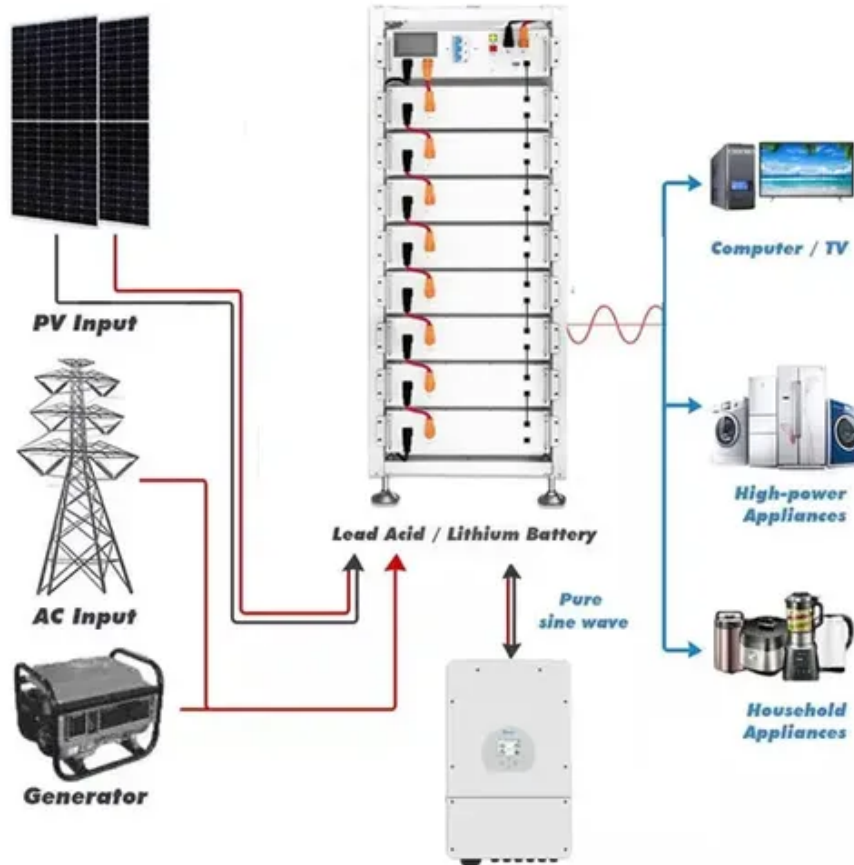 PV Input
AC Input
Generator
Lead Acid / Lithium Battery
Pure
sine wave
Computer / TV
High-power
Appliances
Household
Appliances